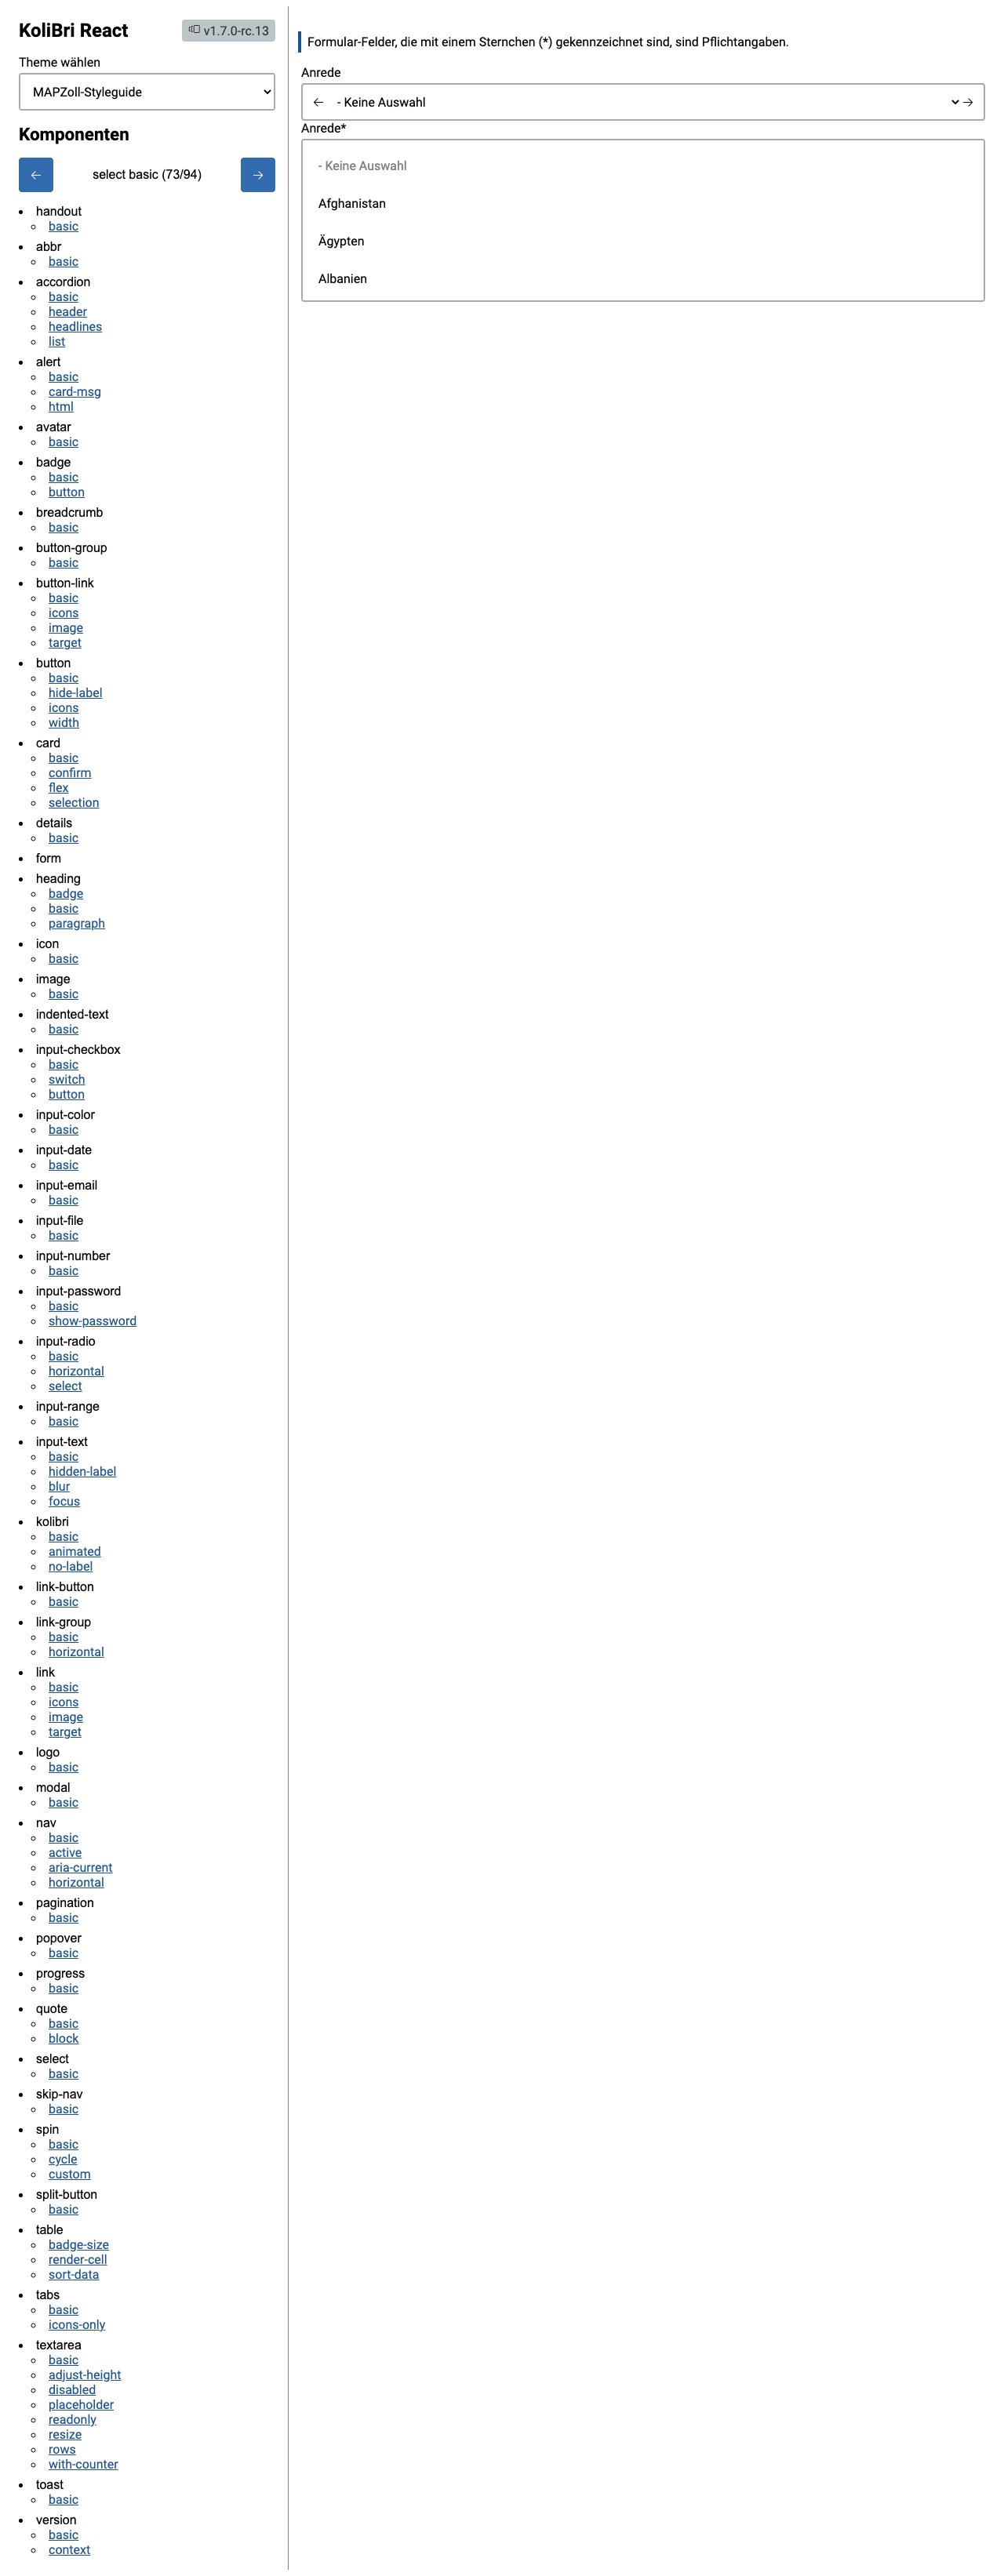 KoliBri React
v1.7.0-rc.13
Theme wählen
MAPZoll-Styleguide
Komponenten
← select basic (73/94) →
handout
basic
abbr
basic
accordion
basic
header
headlines
list
alert
basic
card-msg
html
avatar
basic
badge
basic
button
breadcrumb
basic
button-group
basic
button-link
basic
icons
image
target
button
basic
hide-label
icons
width
card
basic
confirm
flex
selection
details
basic
form
heading
badge
basic
paragraph
icon
basic
image
basic
indented-text
basic
input-checkbox
basic
switch
button
input-color
basic
input-date
basic
input-email
basic
input-file
basic
input-number
basic
input-password
basic
show-password
input-radio
basic
horizontal
select
input-range
basic
input-text
basic
hidden-label
blur
focus
kolibri
basic
animated
no-label
link-button
basic
link-group
basic
horizontal
link
basic
icons
image
target
logo
basic
modal
basic
nav
basic
active
aria-current
horizontal
pagination
basic
popover
basic
progress
basic
quote
basic
block
select
basic
skip-nav
basic
spin
basic
cycle
custom
split-button
basic
table
badge-size
render-cell
sort-data
tabs
basic
icons-only
textarea
basic
adjust-height
disabled
placeholder
readonly
resize
rows
with-counter
toast
basic
version
basic
context
Formular-Felder, die mit einem Sternchen (*) gekennzeichnet sind, sind Pflichtangaben.
Anrede
← - Keine Auswahl →
Anrede*
- Keine Auswahl
Afghanistan
Ägypten
Albanien